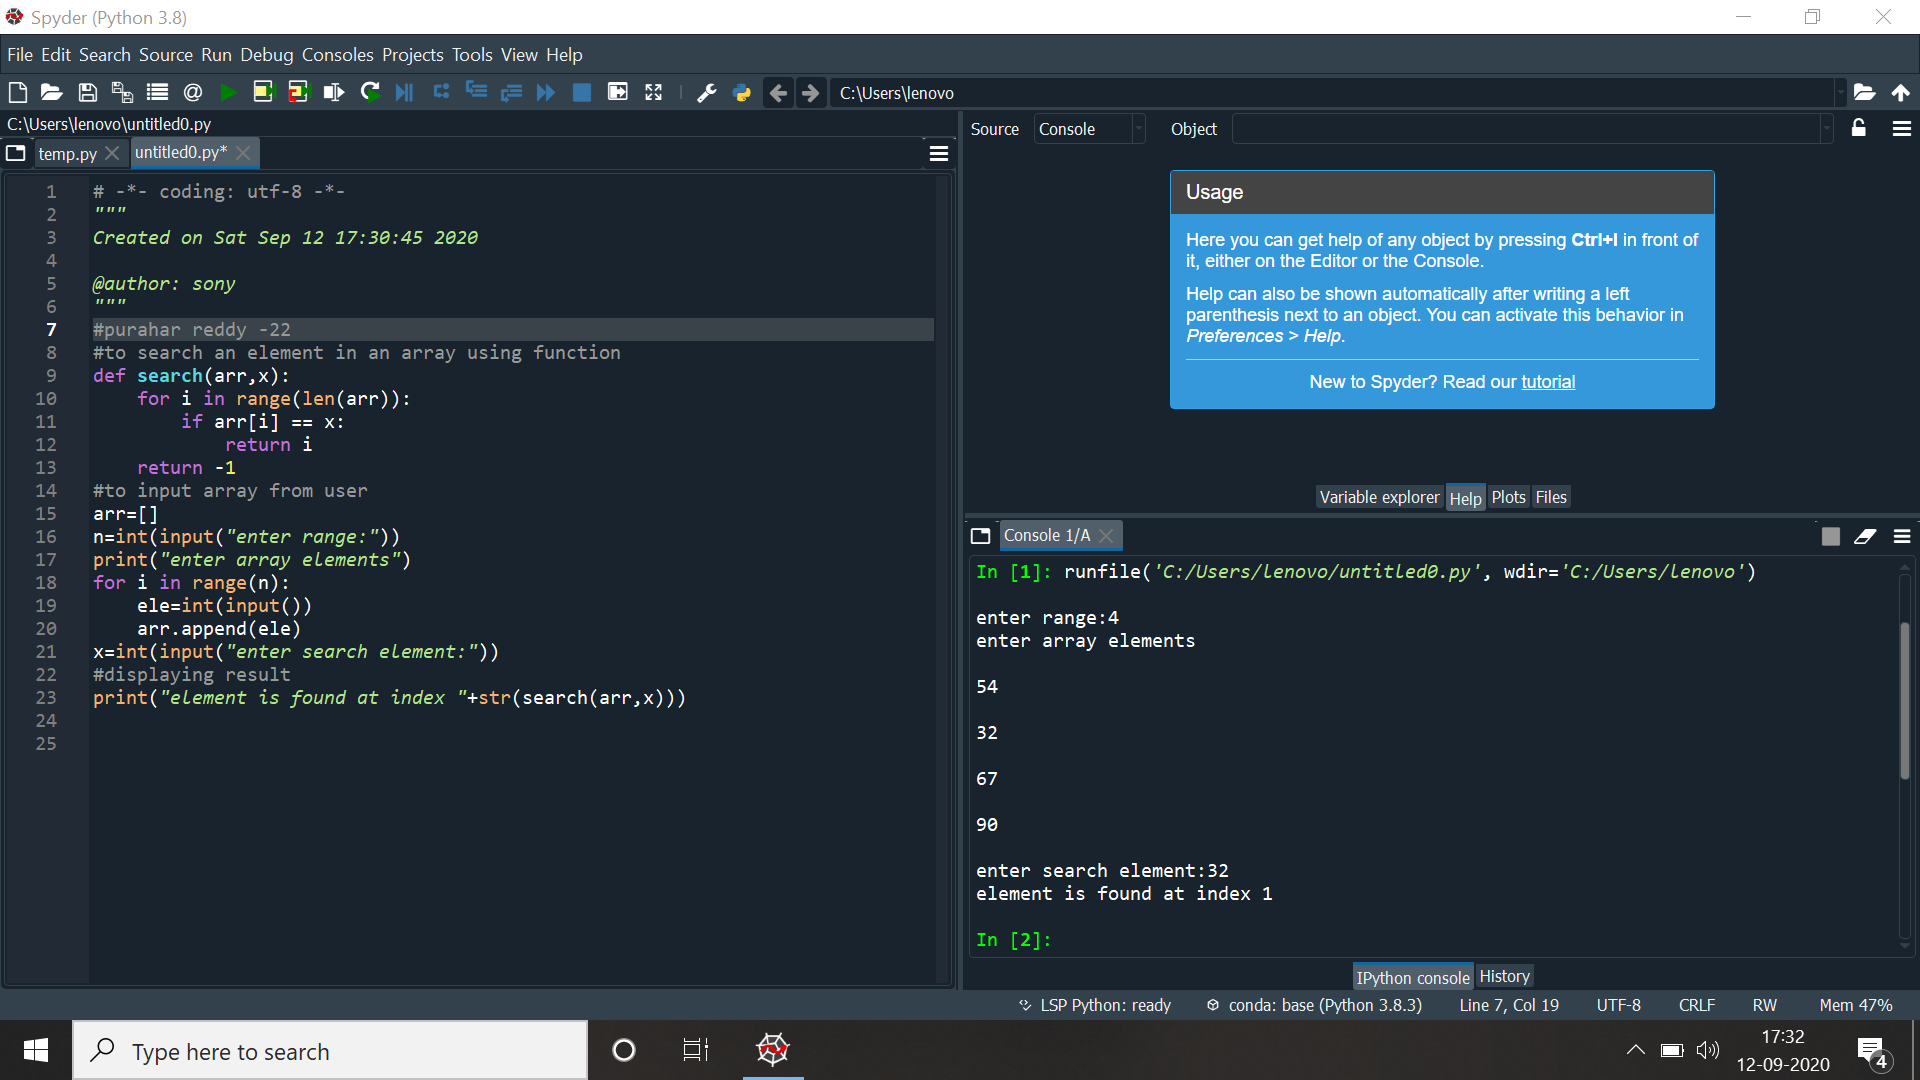 Spyder (Python 3.8)
File Edit Search Source Run Debug Consoles Projects Tools View Help
C:\Users\lenovo
C:\Users\lenovo\untitled0.py
temp.py
untitled0.py*
1 # -*- coding: utf-8 -*-
2 """
3 Created on Sat Sep 12 17:30:45 2020
4
5 @author: sony
6 """
7 #purahar reddy -22
8 #to search an element in an array using function
9 def search(arr,x):
10     for i in range(len(arr)):
11         if arr[i] == x:
12             return i
13     return -1
14 #to input array from user
15 arr=[]
16 n=int(input("enter range:"))
17 print("enter array elements")
18 for i in range(n):
19     ele=int(input())
20     arr.append(ele)
21 x=int(input("enter search element:"))
22 #displaying result
23 print("element is found at index "+str(search(arr,x)))
24
25
Source Console Object
Usage
Here you can get help of any object by pressing Ctrl+I in front of
it, either on the Editor or the Console.
Help can also be shown automatically after writing a left
parenthesis next to an object. You can activate this behavior in
Preferences > Help.
New to Spyder? Read our tutorial
Variable explorer Help Plots Files
Console 1/A
In [1]: runfile('C:/Users/lenovo/untitled0.py', wdir='C:/Users/lenovo')
enter range:4
enter array elements
54
32
67
90
enter search element:32
element is found at index 1
In [2]:
IPython console History
LSP Python: ready conda: base (Python 3.8.3) Line 7, Col 19 UTF-8 CRLF RW Mem 47%
Type here to search
17:32
12-09-2020
4